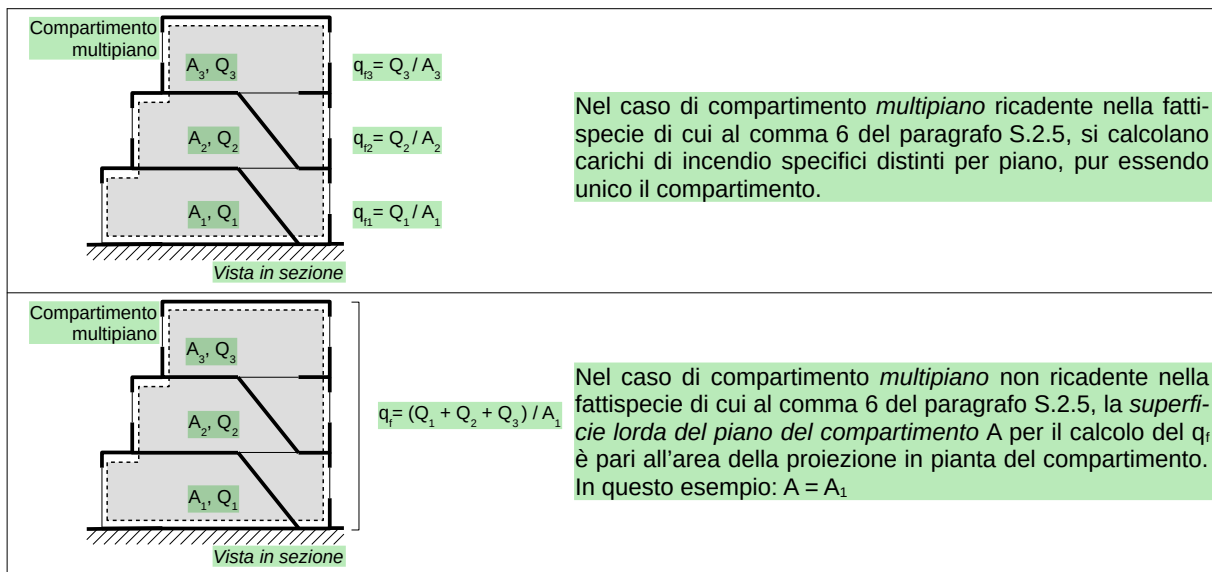 Compartimento
multipiano
A3, Q3
qf3= Q3 / A3
A2, Q2
qf2= Q2 / A2
A1, Q1
qf1= Q1 / A1
Vista in sezione
Nel caso di compartimento multipiano ricadente nella fatti-
specie di cui al comma 6 del paragrafo S.2.5, si calcolano
carichi di incendio specifici distinti per piano, pur essendo
unico il compartimento.
Compartimento
multipiano
A3, Q3
A2, Q2
qf= (Q1 + Q2 + Q3 ) / A1
A1, Q1
Vista in sezione
Nel caso di compartimento multipiano non ricadente nella
fattispecie di cui al comma 6 del paragrafo S.2.5, la superfi-
cie lorda del piano del compartimento A per il calcolo del qf
è pari all'area della proiezione in pianta del compartimento.
In questo esempio: A = A1